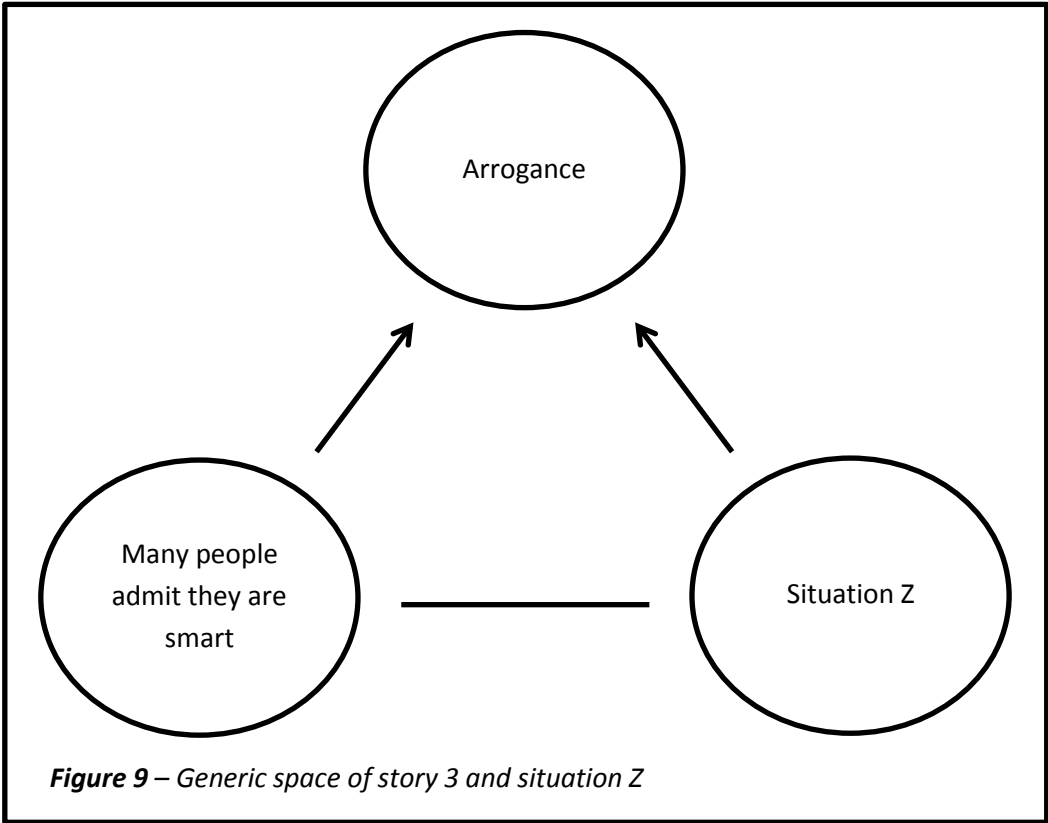 Arrogance
Many people
admit they are
smart
Situation Z
Figure 9 – Generic space of story 3 and situation Z